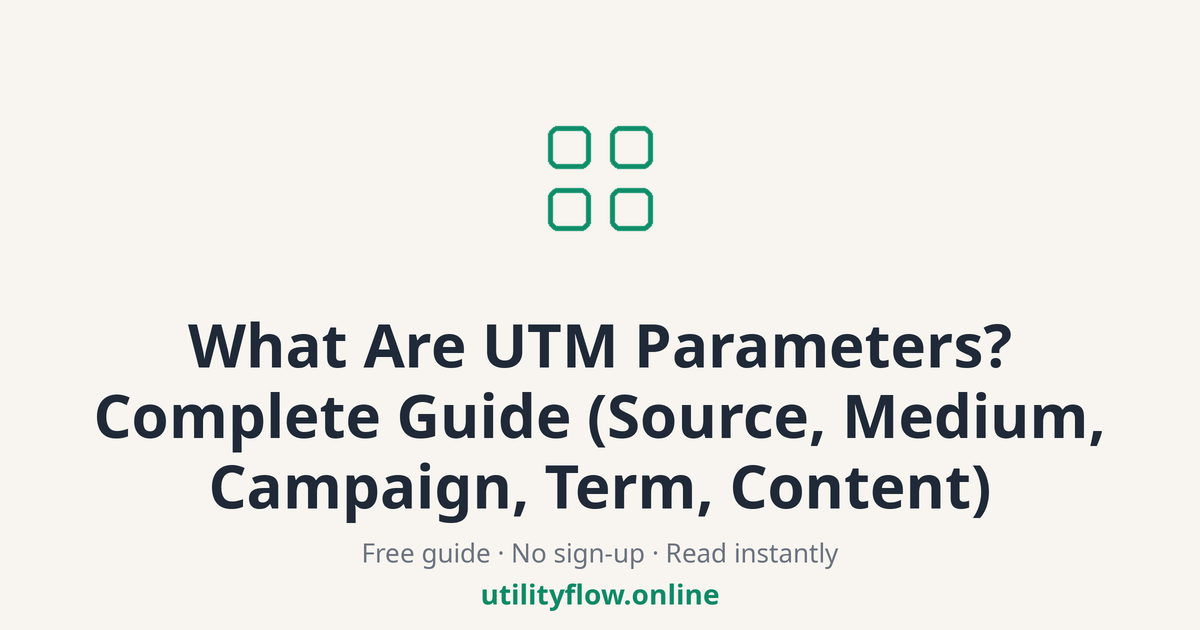 What Are UTM Parameters?
Complete Guide (Source, Medium,
Campaign, Term, Content)
Free guide · No sign-up · Read instantly
utilityflow.online